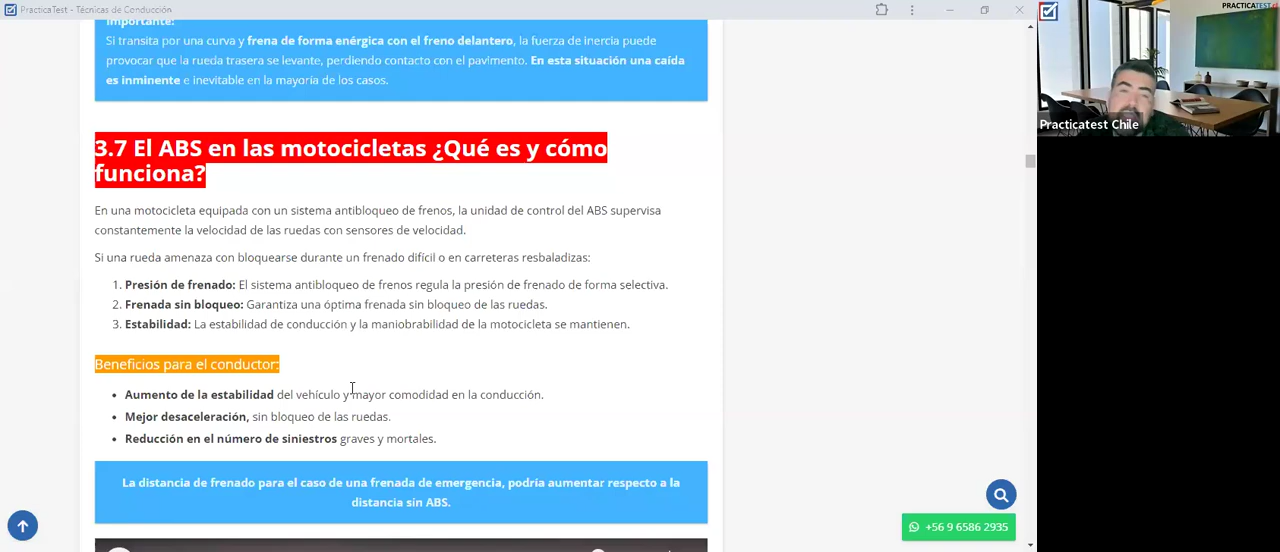 PracticaTest - Técnicas de Conducción
PRACTICATEST.cl
Importante:
Si transita por una curva y frena de forma enérgica con el freno delantero, la fuerza de inercia puede
provocar que la rueda trasera se levante, perdiendo contacto con el pavimento. En esta situación una caída
es inminente e inevitable en la mayoría de los casos.
Practicatest Chile
3.7 El ABS en las motocicletas ¿Qué es y cómo
funciona?
En una motocicleta equipada con un sistema antibloqueo de frenos, la unidad de control del ABS supervisa
constantemente la velocidad de las ruedas con sensores de velocidad.
Si una rueda amenaza con bloquearse durante un frenado difícil o en carreteras resbaladizas:
1. Presión de frenado: El sistema antibloqueo de frenos regula la presión de frenado de forma selectiva.
2. Frenada sin bloqueo: Garantiza una óptima frenada sin bloqueo de las ruedas.
3. Estabilidad: La estabilidad de conducción y la maniobrabilidad de la motocicleta se mantienen.
Beneficios para el conductor:
• Aumento de la estabilidad del vehículo y mayor comodidad en la conducción.
• Mejor desaceleración, sin bloqueo de las ruedas.
• Reducción en el número de siniestros graves y mortales.
La distancia de frenado para el caso de una frenada de emergencia, podría aumentar respecto a la
distancia sin ABS.
+56 9 6586 2935